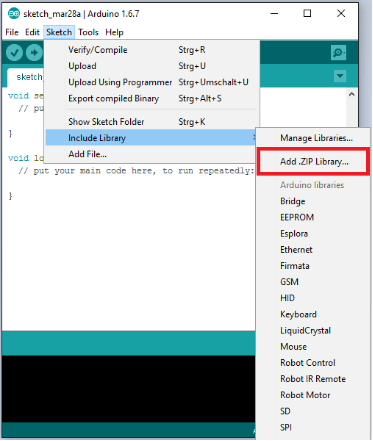 sketch_mar28a | Arduino 1.6.7
File Edit Sketch Tools Help
Verify/Compile Strg+R
Upload Strg+U
Upload Using Programmer Strg+Umschalt+U
Export compiled Binary Strg+Alt+S
Show Sketch Folder Strg+K
Include Library
Add File...
sketch_
void se
// pu
}
void lo
// put your main code here, to run repeatedly:
}
Manage Libraries...
Add .ZIP Library...
Arduino libraries
Bridge
EEPROM
Esplora
Ethernet
Firmata
GSM
HID
Keyboard
LiquidCrystal
Mouse
Robot Control
Robot IR Remote
Robot Motor
SD
SPI